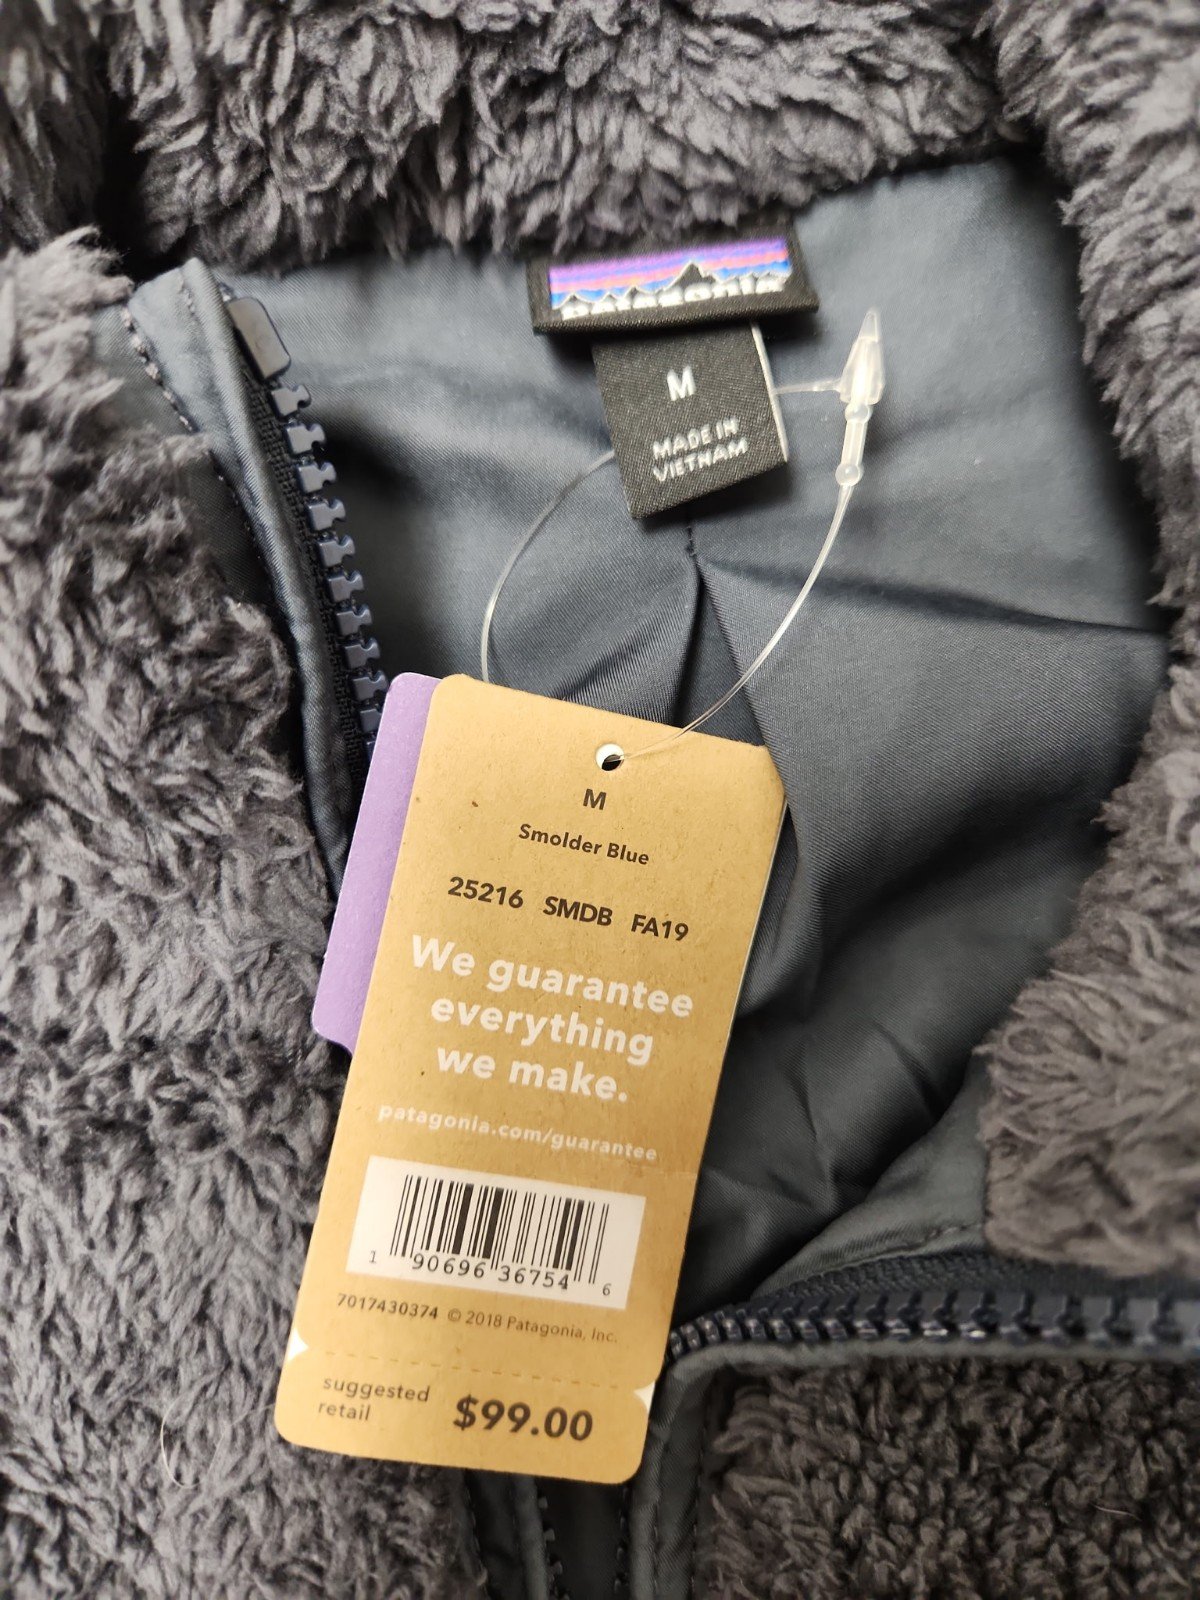 patagonia
M
MADE IN
VIETNAM
M
Smolder Blue
25216 SMDB FA19
We guarantee
everything
we make.
patagonia.com/guarantee
1 90696 36754 6
7017430374 © 2018 Patagonia, Inc.
suggested
retail
$99.00